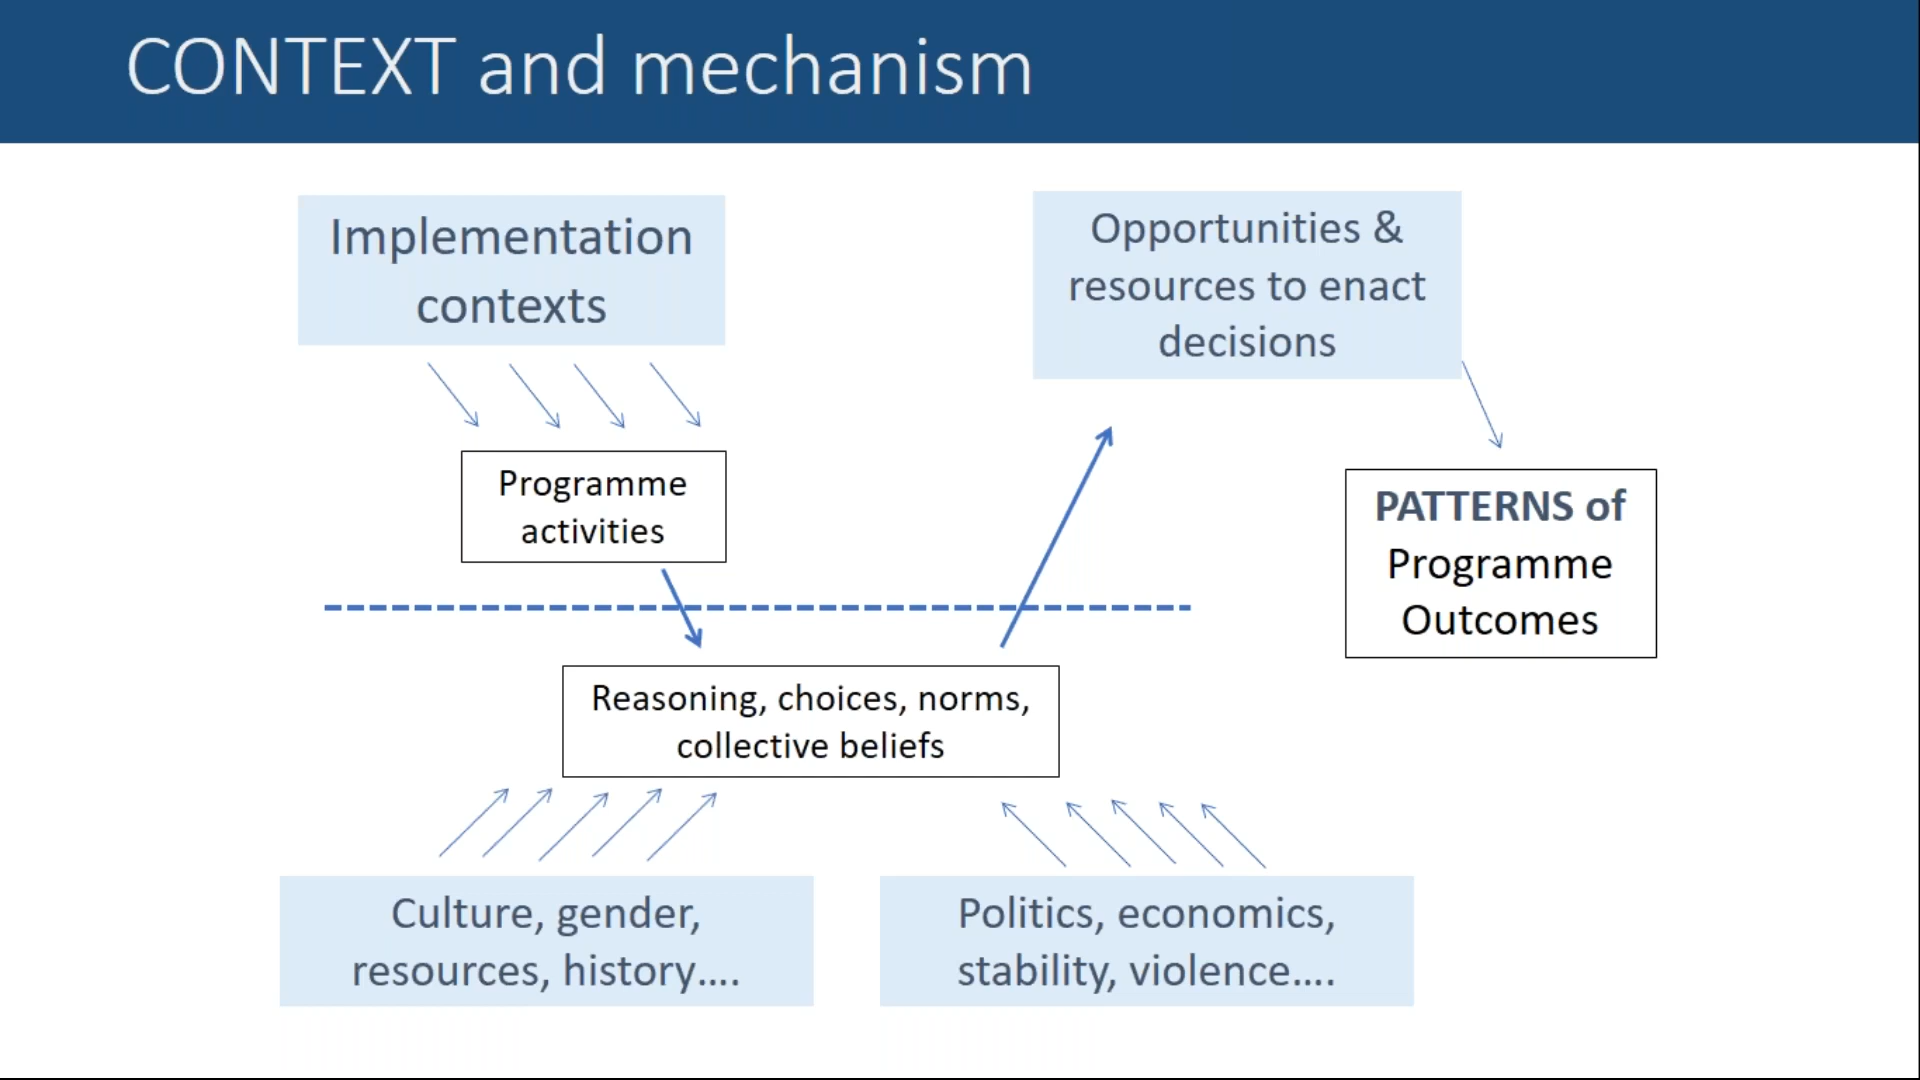 CONTEXT and mechanism
Implementation
contexts
Opportunities &
resources to enact
decisions
Programme
activities
PATTERNS of
Programme
Outcomes
Reasoning, choices, norms,
collective beliefs
Culture, gender,
resources, history....
Politics, economics,
stability, violence....